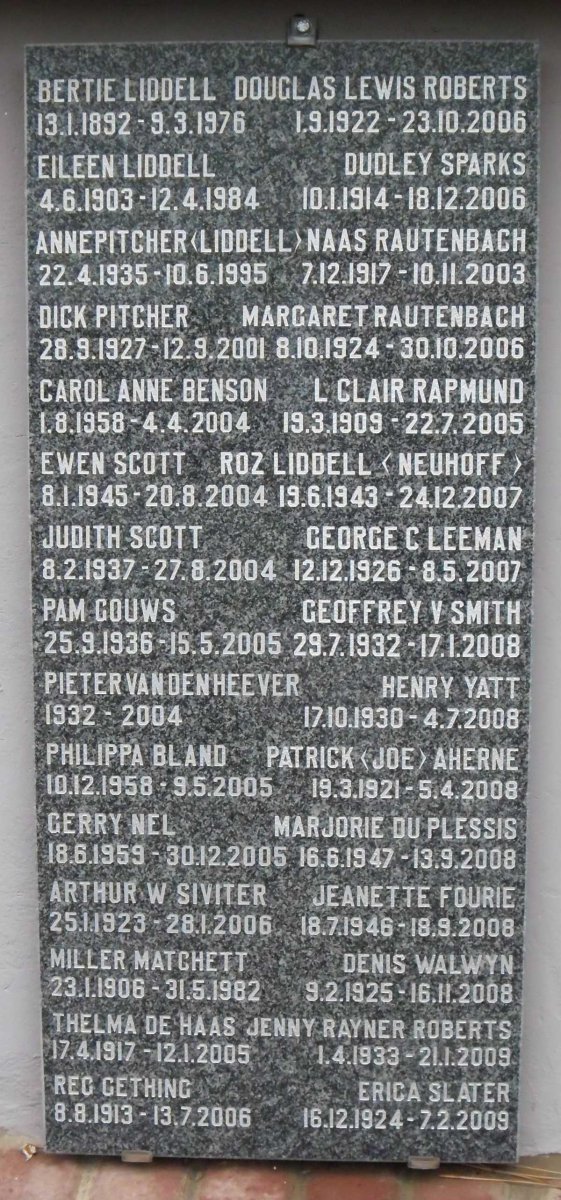 BERTIE LIDDELL DOUGLAS LEWIS ROBERTS
13.1.1892 - 9.3.1976 1.9.1922 - 23.10.2006
EILEEN LIDDELL DUDLEY SPARKS
4.6.1903 - 12.4.1984 10.1.1914 - 18.12.2006
ANNE PITCHER (LIDDELL) NAAS RAUTENBACH
22.4.1935 - 10.6.1995 7.12.1917 - 10.11.2003
DICK PITCHER MARGARET RAUTENBACH
28.9.1927 - 12.9.2001 8.10.1924 - 30.10.2006
CAROL ANNE BENSON L CLAIR RAPMUND
1.8.1958 - 4.4.2004 19.3.1909 - 22.7.2005
EWEN SCOTT ROZ LIDDELL (NEUHOFF)
8.1.1945 - 20.8.2004 19.6.1943 - 24.12.2007
JUDITH SCOTT GEORGE C LEEMAN
8.2.1937 - 27.8.2004 12.12.1926 - 8.5.2007
PAM GOUWS GEOFFREY V SMITH
25.9.1936 - 15.5.2005 29.7.1932 - 17.1.2008
PIETER VAN DEN HEEVER HENRY YATT
1932 - 2004 17.10.1930 - 4.7.2008
PHILIPPA BLAND PATRICK (JOE) AHERNE
10.12.1958 - 9.5.2005 19.3.1921 - 5.4.2008
GERRY NEL MARJORIE DU PLESSIS
18.6.1959 - 30.12.2005 16.6.1947 - 13.9.2008
ARTHUR W SIVITER JEANETTE FOURIE
25.1.1923 - 28.1.2006 18.7.1946 - 18.9.2008
MILLER MATCHETT DENIS WALWYN
23.1.1906 - 31.5.1982 9.2.1925 - 16.11.2008
THELMA DE HAAS JENNY RAYNER ROBERTS
17.4.1917 - 12.1.2005 1.4.1933 - 21.1.2009
REG GETHING ERICA SLATER
8.8.1913 - 13.7.2006 16.12.1924 - 7.2.2009